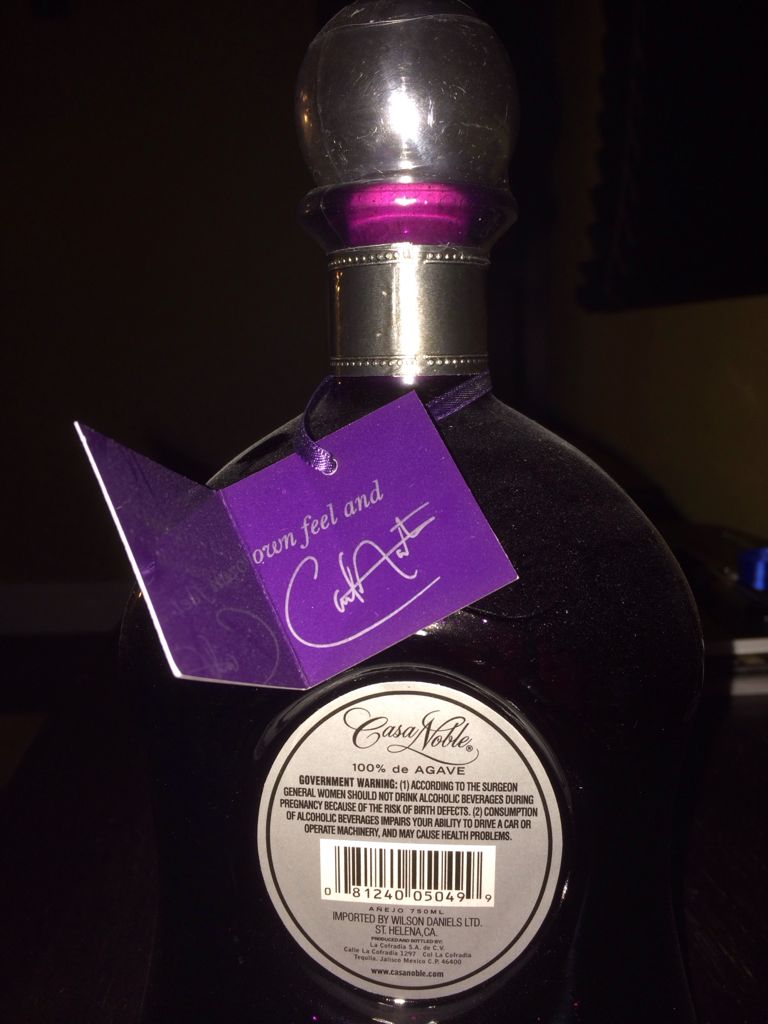 own feel and
Casa Noble®
100% de AGAVE
GOVERNMENT WARNING: (1) ACCORDING TO THE SURGEON
GENERAL WOMEN SHOULD NOT DRINK ALCOHOLIC BEVERAGES DURING
PREGNANCY BECAUSE OF THE RISK OF BIRTH DEFECTS. (2) CONSUMPTION
OF ALCOHOLIC BEVERAGES IMPAIRS YOUR ABILITY TO DRIVE A CAR OR
OPERATE MACHINERY, AND MAY CAUSE HEALTH PROBLEMS.
0 81240 05049 9
AÑEJO 750ML
IMPORTED BY WILSON DANIELS LTD.
ST. HELENA, CA.
PRODUCED AND BOTTLED BY:
La Cofradia S.A. de C.V.
Calle La Cofradia 1297 Col La Cofradia
Tequila, Jalisco Mexico C.P. 46400
www.casanoble.com